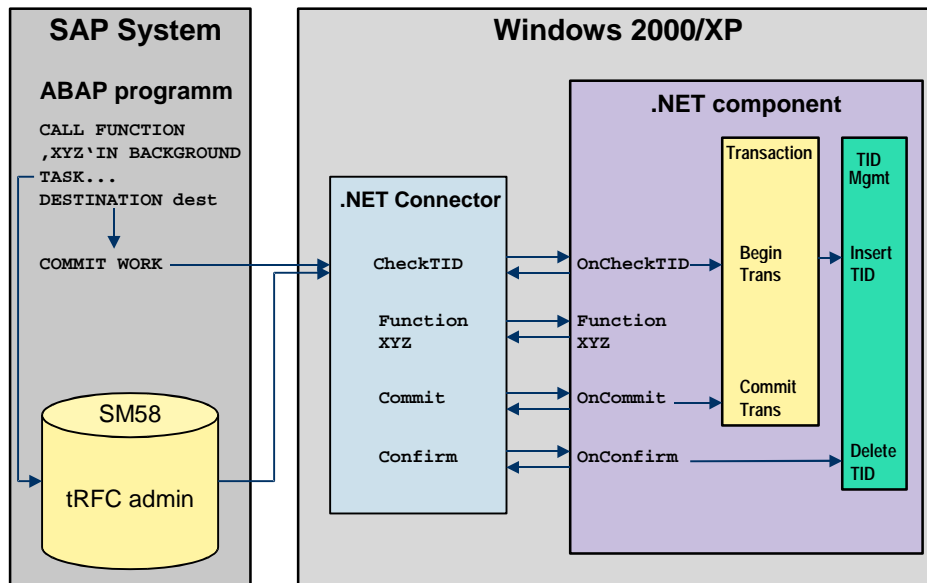 SAP System
ABAP programm
CALL FUNCTION
‚XYZ‘IN BACKGROUND
TASK...
DESTINATION dest
COMMIT WORK
SM58
tRFC admin
Windows 2000/XP
.NET component
.NET Connector
CheckTID
Function
XYZ
Commit
Confirm
OnCheckTID
Function
XYZ
OnCommit
OnConfirm
Transaction
Begin
Trans
Commit
Trans
TID
Mgmt
Insert
TID
Delete
TID